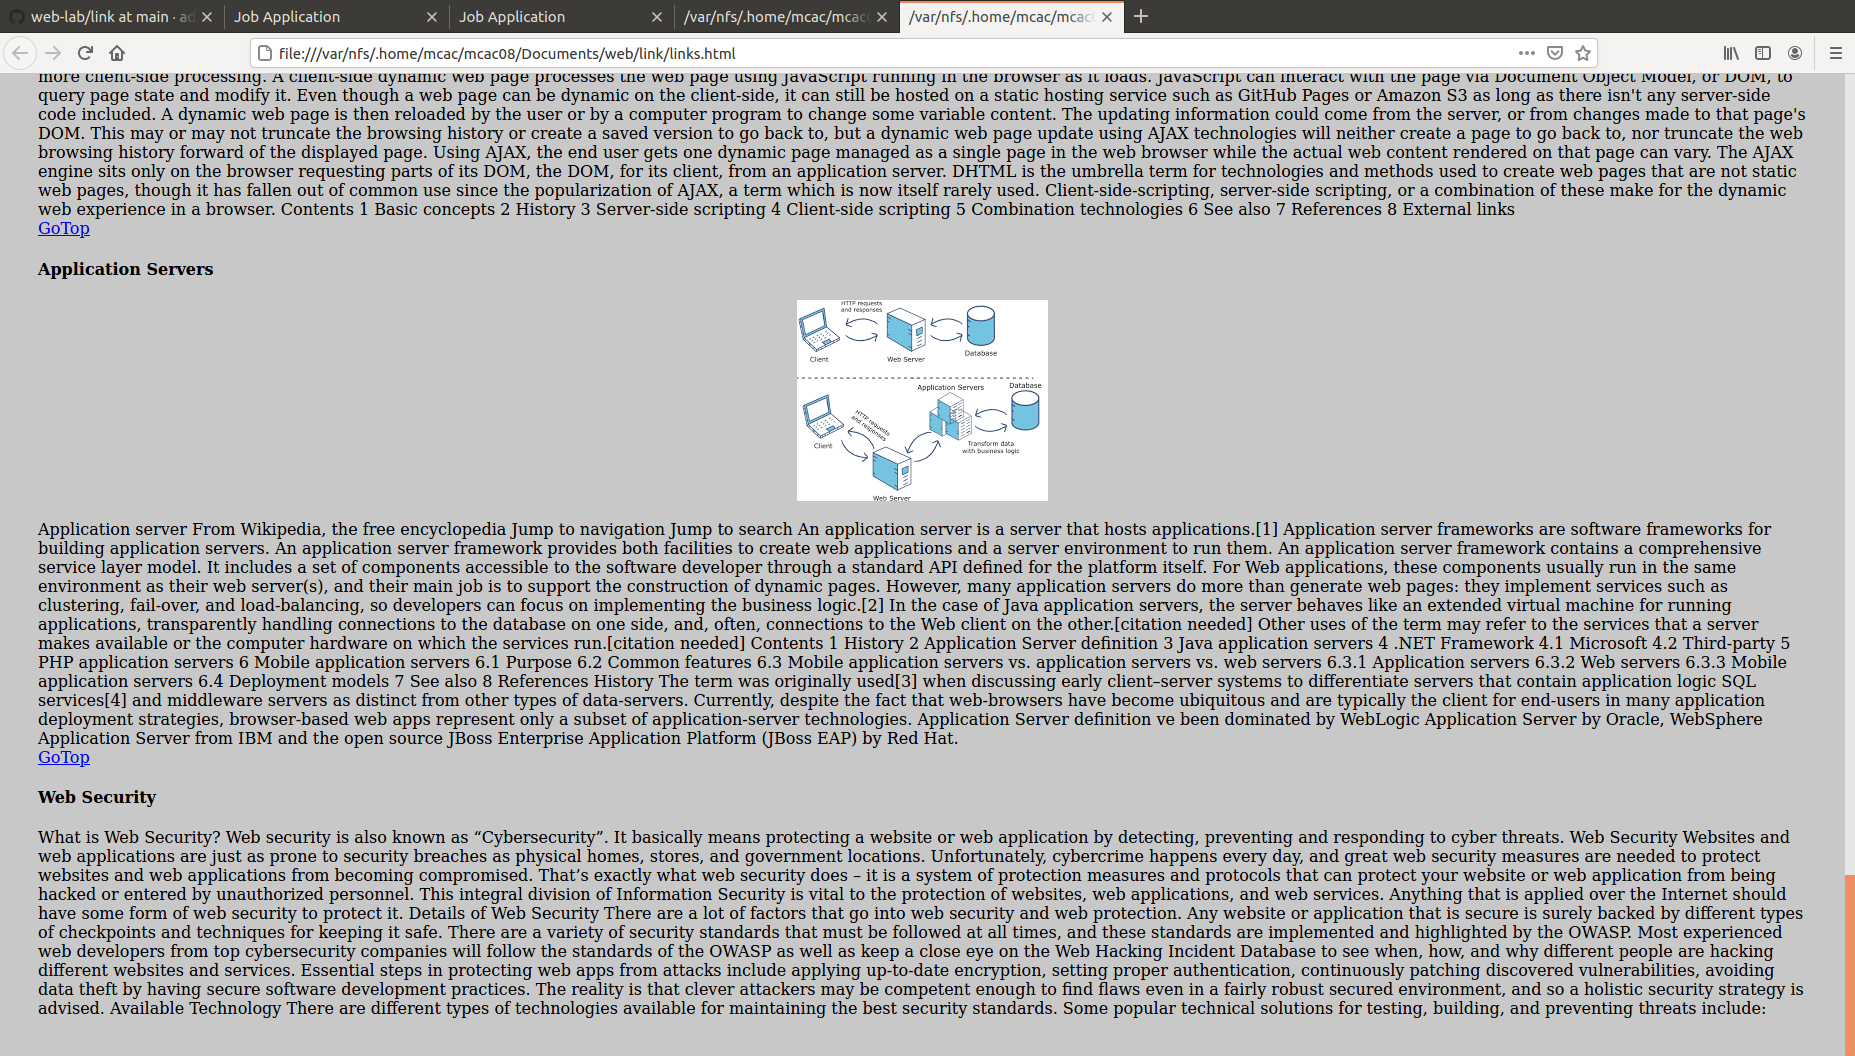 web-lab/link at main · ad
Job Application
Job Application
/var/nfs/.home/mcac/mcac
/var/nfs/.home/mcac/mcac
file:///var/nfs/.home/mcac/mcac08/Documents/web/link/links.html
more client-side processing. A client-side dynamic web page processes the web page using JavaScript running in the browser as it loads. JavaScript can interact with the page via Document Object Model, or DOM, to
query page state and modify it. Even though a web page can be dynamic on the client-side, it can still be hosted on a static hosting service such as GitHub Pages or Amazon S3 as long as there isn't any server-side
code included. A dynamic web page is then reloaded by the user or by a computer program to change some variable content. The updating information could come from the server, or from changes made to that page's
DOM. This may or may not truncate the browsing history or create a saved version to go back to, but a dynamic web page update using AJAX technologies will neither create a page to go back to, nor truncate the web
browsing history forward of the displayed page. Using AJAX, the end user gets one dynamic page managed as a single page in the web browser while the actual web content rendered on that page can vary. The AJAX
engine sits only on the browser requesting parts of its DOM, the DOM, for its client, from an application server. DHTML is the umbrella term for technologies and methods used to create web pages that are not static
web pages, though it has fallen out of common use since the popularization of AJAX, a term which is now itself rarely used. Client-side-scripting, server-side scripting, or a combination of these make for the dynamic
web experience in a browser. Contents 1 Basic concepts 2 History 3 Server-side scripting 4 Client-side scripting 5 Combination technologies 6 See also 7 References 8 External links
GoTop
Application Servers
HTTP requests
and responses
Client
Web Server
Database
Application Servers
Database
HTTP requests
and responses
Client
Transform data
with business logic
Web Server
Application server From Wikipedia, the free encyclopedia Jump to navigation Jump to search An application server is a server that hosts applications.[1] Application server frameworks are software frameworks for
building application servers. An application server framework provides both facilities to create web applications and a server environment to run them. An application server framework contains a comprehensive
service layer model. It includes a set of components accessible to the software developer through a standard API defined for the platform itself. For Web applications, these components usually run in the same
environment as their web server(s), and their main job is to support the construction of dynamic pages. However, many application servers do more than generate web pages: they implement services such as
clustering, fail-over, and load-balancing, so developers can focus on implementing the business logic.[2] In the case of Java application servers, the server behaves like an extended virtual machine for running
applications, transparently handling connections to the database on one side, and, often, connections to the Web client on the other.[citation needed] Other uses of the term may refer to the services that a server
makes available or the computer hardware on which the services run.[citation needed] Contents 1 History 2 Application Server definition 3 Java application servers 4 .NET Framework 4.1 Microsoft 4.2 Third-party 5
PHP application servers 6 Mobile application servers 6.1 Purpose 6.2 Common features 6.3 Mobile application servers vs. application servers vs. web servers 6.3.1 Application servers 6.3.2 Web servers 6.3.3 Mobile
application servers 6.4 Deployment models 7 See also 8 References History The term was originally used[3] when discussing early client–server systems to differentiate servers that contain application logic SQL
services[4] and middleware servers as distinct from other types of data-servers. Currently, despite the fact that web-browsers have become ubiquitous and are typically the client for end-users in many application
deployment strategies, browser-based web apps represent only a subset of application-server technologies. Application Server definition ve been dominated by WebLogic Application Server by Oracle, WebSphere
Application Server from IBM and the open source JBoss Enterprise Application Platform (JBoss EAP) by Red Hat.
GoTop
Web Security
What is Web Security? Web security is also known as “Cybersecurity”. It basically means protecting a website or web application by detecting, preventing and responding to cyber threats. Web Security Websites and
web applications are just as prone to security breaches as physical homes, stores, and government locations. Unfortunately, cybercrime happens every day, and great web security measures are needed to protect
websites and web applications from becoming compromised. That’s exactly what web security does – it is a system of protection measures and protocols that can protect your website or web application from being
hacked or entered by unauthorized personnel. This integral division of Information Security is vital to the protection of websites, web applications, and web services. Anything that is applied over the Internet should
have some form of web security to protect it. Details of Web Security There are a lot of factors that go into web security and web protection. Any website or application that is secure is surely backed by different types
of checkpoints and techniques for keeping it safe. There are a variety of security standards that must be followed at all times, and these standards are implemented and highlighted by the OWASP. Most experienced
web developers from top cybersecurity companies will follow the standards of the OWASP as well as keep a close eye on the Web Hacking Incident Database to see when, how, and why different people are hacking
different websites and services. Essential steps in protecting web apps from attacks include applying up-to-date encryption, setting proper authentication, continuously patching discovered vulnerabilities, avoiding
data theft by having secure software development practices. The reality is that clever attackers may be competent enough to find flaws even in a fairly robust secured environment, and so a holistic security strategy is
advised. Available Technology There are different types of technologies available for maintaining the best security standards. Some popular technical solutions for testing, building, and preventing threats include: